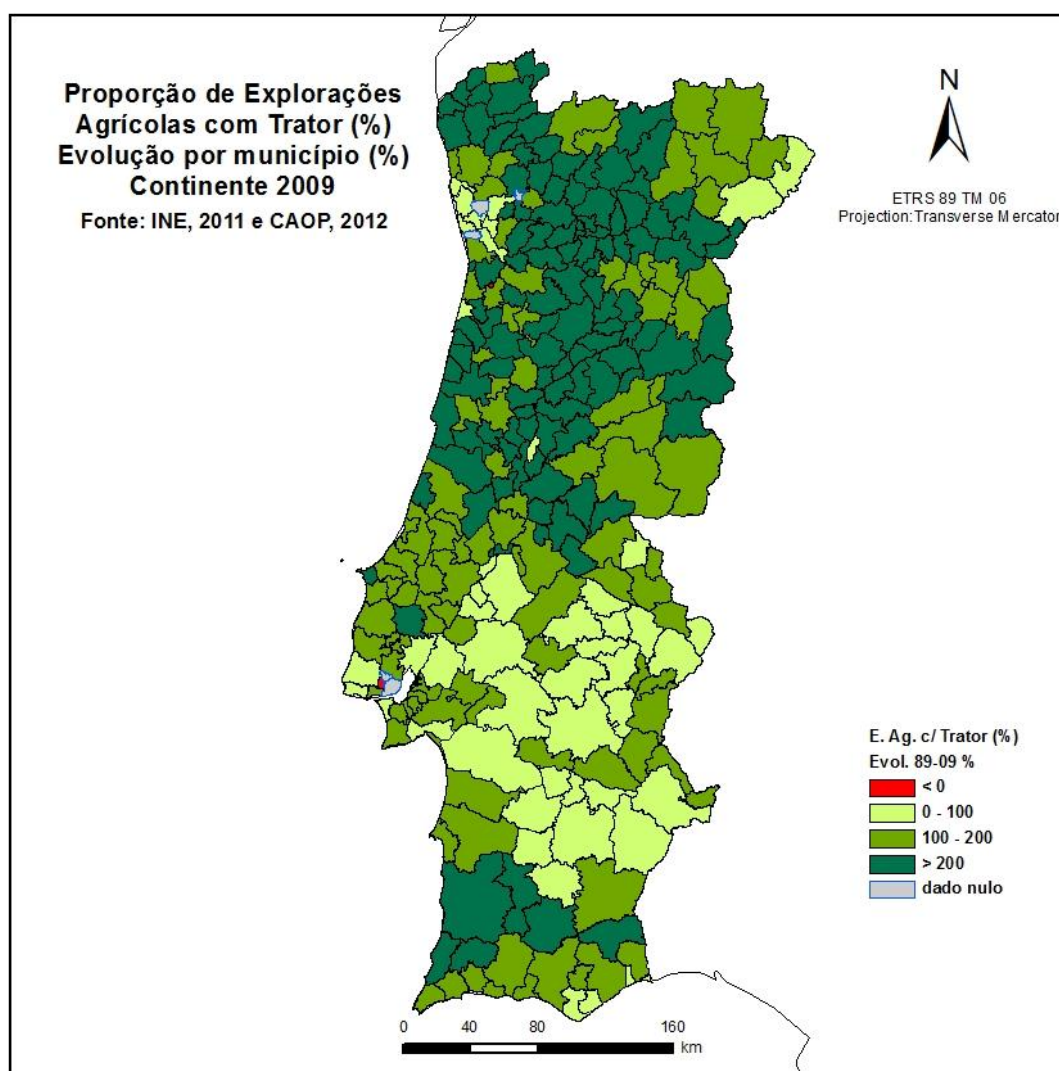 Proporção de Explorações
Agrícolas com Trator (%)
Evolução por município (%)
Continente 2009
Fonte: INE, 2011 e CAOP, 2012
N
ETRS 89 TM 06
Projection: Transverse Mercator
E. Ag. c/ Trator (%)
Evol. 89-09 %
< 0
0 - 100
100 - 200
> 200
dado nulo
0 40 80 160
km